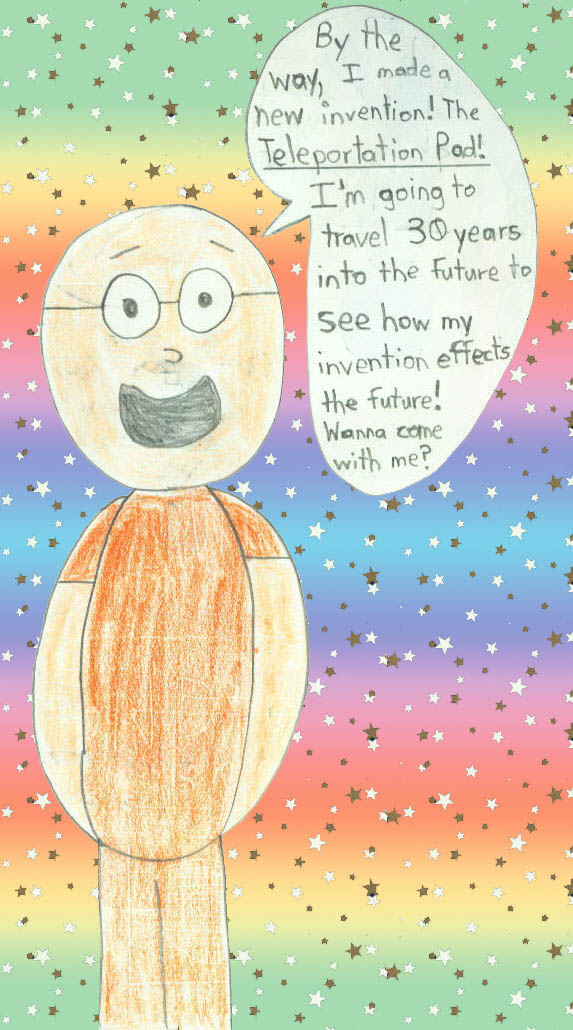 By the
way, I made a
new invention! The
Teleportation Pad!
I'm going to
travel 30 years
into the future to
see how my
invention effects
the future!
Wanna come
with me?